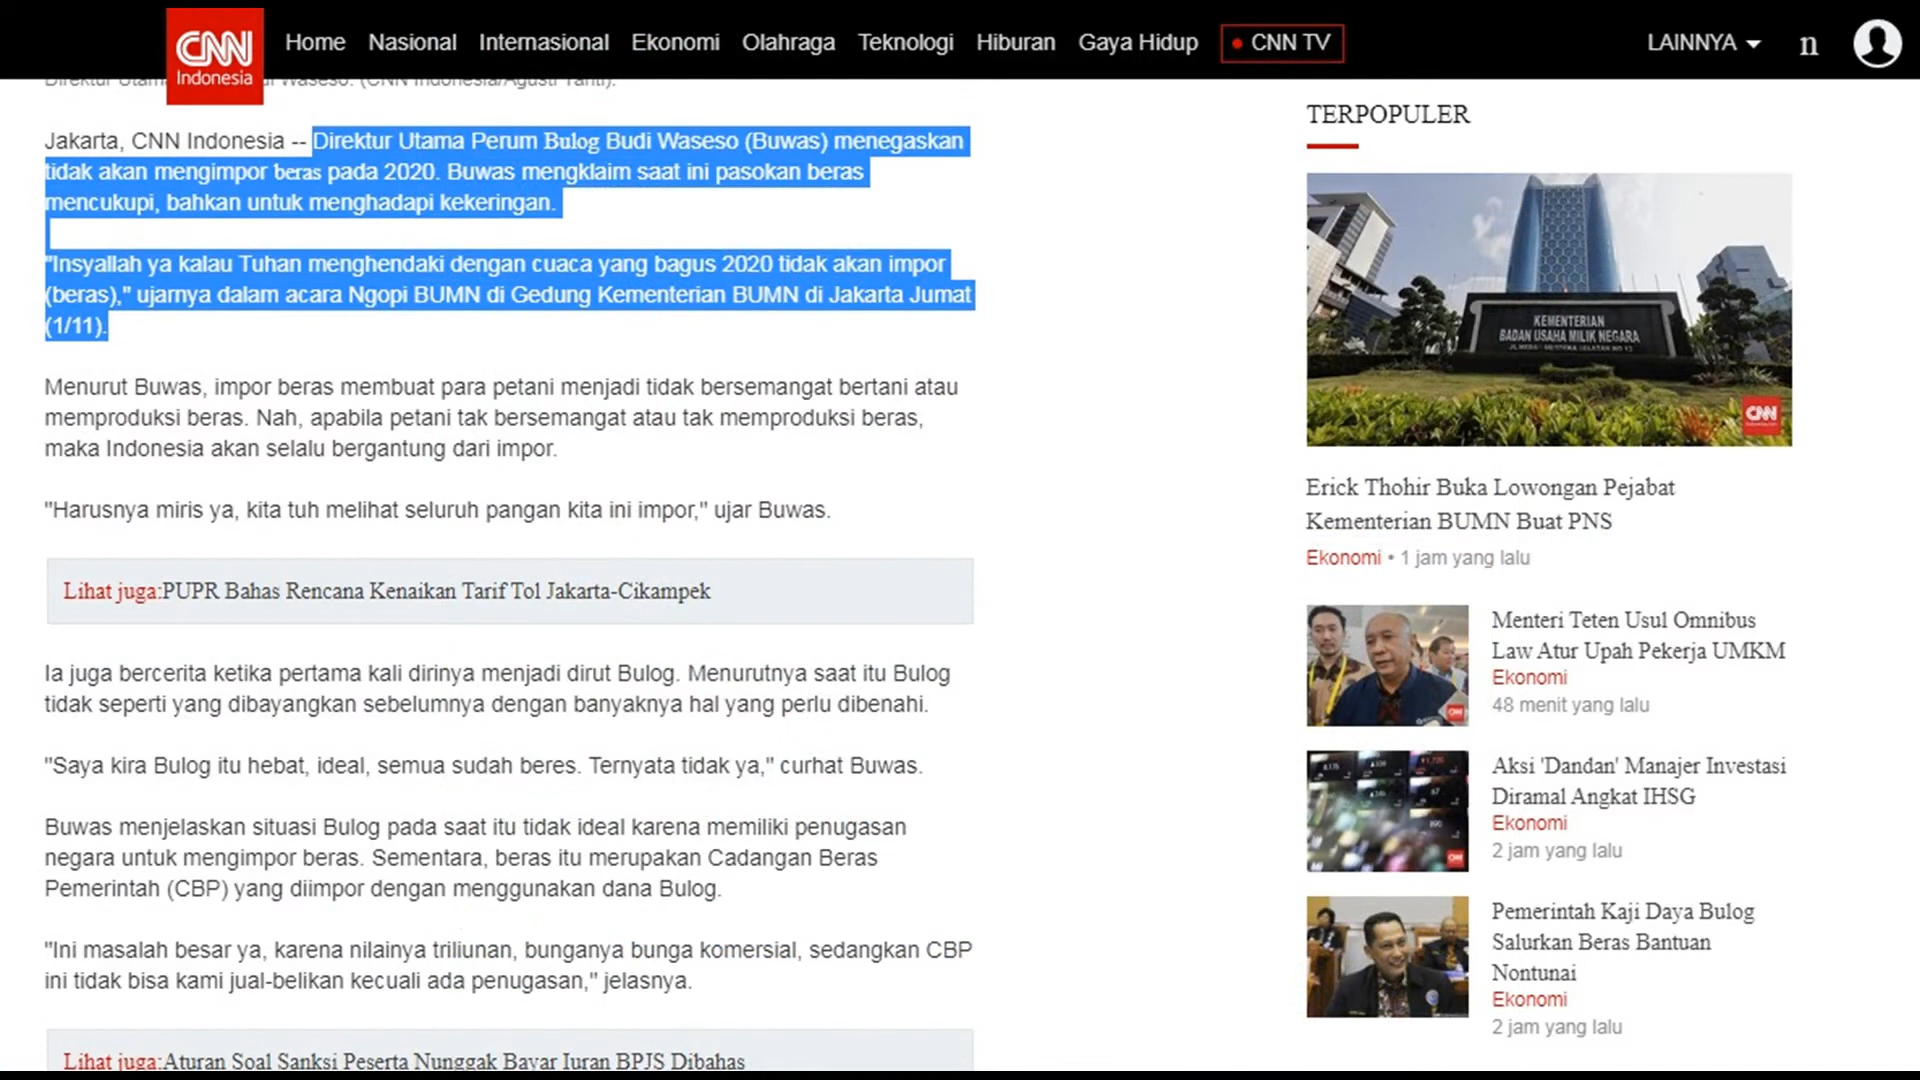 CNN
Indonesia
Home Nasional Internasional Ekonomi Olahraga Teknologi Hiburan Gaya Hidup CNN TV LAINNYA n
Direktur Utama Waseso. (CNN Indonesia/Agusti Yanti).
Jakarta, CNN Indonesia -- Direktur Utama Perum Bulog Budi Waseso (Buwas) menegaskan
tidak akan mengimpor beras pada 2020. Buwas mengklaim saat ini pasokan beras
mencukupi, bahkan untuk menghadapi kekeringan.
"Insyallah ya kalau Tuhan menghendaki dengan cuaca yang bagus 2020 tidak akan impor
(beras)," ujarnya dalam acara Ngopi BUMN di Gedung Kementerian BUMN di Jakarta Jumat
(1/11).
Menurut Buwas, impor beras membuat para petani menjadi tidak bersemangat bertani atau
memproduksi beras. Nah, apabila petani tak bersemangat atau tak memproduksi beras,
maka Indonesia akan selalu bergantung dari impor.
"Harusnya miris ya, kita tuh melihat seluruh pangan kita ini impor," ujar Buwas.
Lihat juga:PUPR Bahas Rencana Kenaikan Tarif Tol Jakarta-Cikampek
Ia juga bercerita ketika pertama kali dirinya menjadi dirut Bulog. Menurutnya saat itu Bulog
tidak seperti yang dibayangkan sebelumnya dengan banyaknya hal yang perlu dibenahi.
"Saya kira Bulog itu hebat, ideal, semua sudah beres. Ternyata tidak ya," curhat Buwas.
Buwas menjelaskan situasi Bulog pada saat itu tidak ideal karena memiliki penugasan
negara untuk mengimpor beras. Sementara, beras itu merupakan Cadangan Beras
Pemerintah (CBP) yang diimpor dengan menggunakan dana Bulog.
"Ini masalah besar ya, karena nilainya triliunan, bunganya bunga komersial, sedangkan CBP
ini tidak bisa kami jual-belikan kecuali ada penugasan," jelasnya.
Lihat juga:Aturan Soal Sanksi Peserta Nunggak Bayar Iuran BPJS Dibahas
TERPOPULER
KEMENTERIAN
BADAN USAHA MILIK NEGARA
CNN
Erick Thohir Buka Lowongan Pejabat
Kementerian BUMN Buat PNS
Ekonomi • 1 jam yang lalu
Menteri Teten Usul Omnibus
Law Atur Upah Pekerja UMKM
Ekonomi
48 menit yang lalu
Aksi 'Dandan' Manajer Investasi
Diramal Angkat IHSG
Ekonomi
2 jam yang lalu
Pemerintah Kaji Daya Bulog
Salurkan Beras Bantuan
Nontunai
Ekonomi
2 jam yang lalu